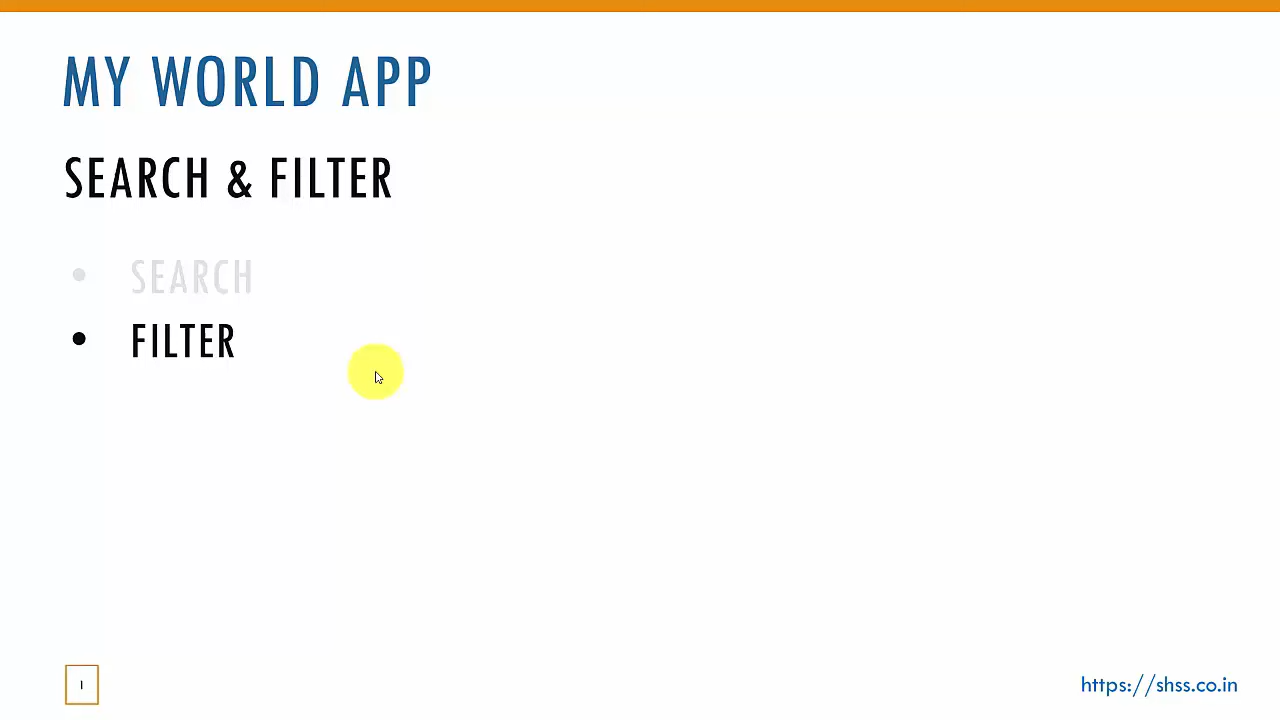 MY WORLD APP
SEARCH & FILTER
• SEARCH
• FILTER
1
https://shss.co.in